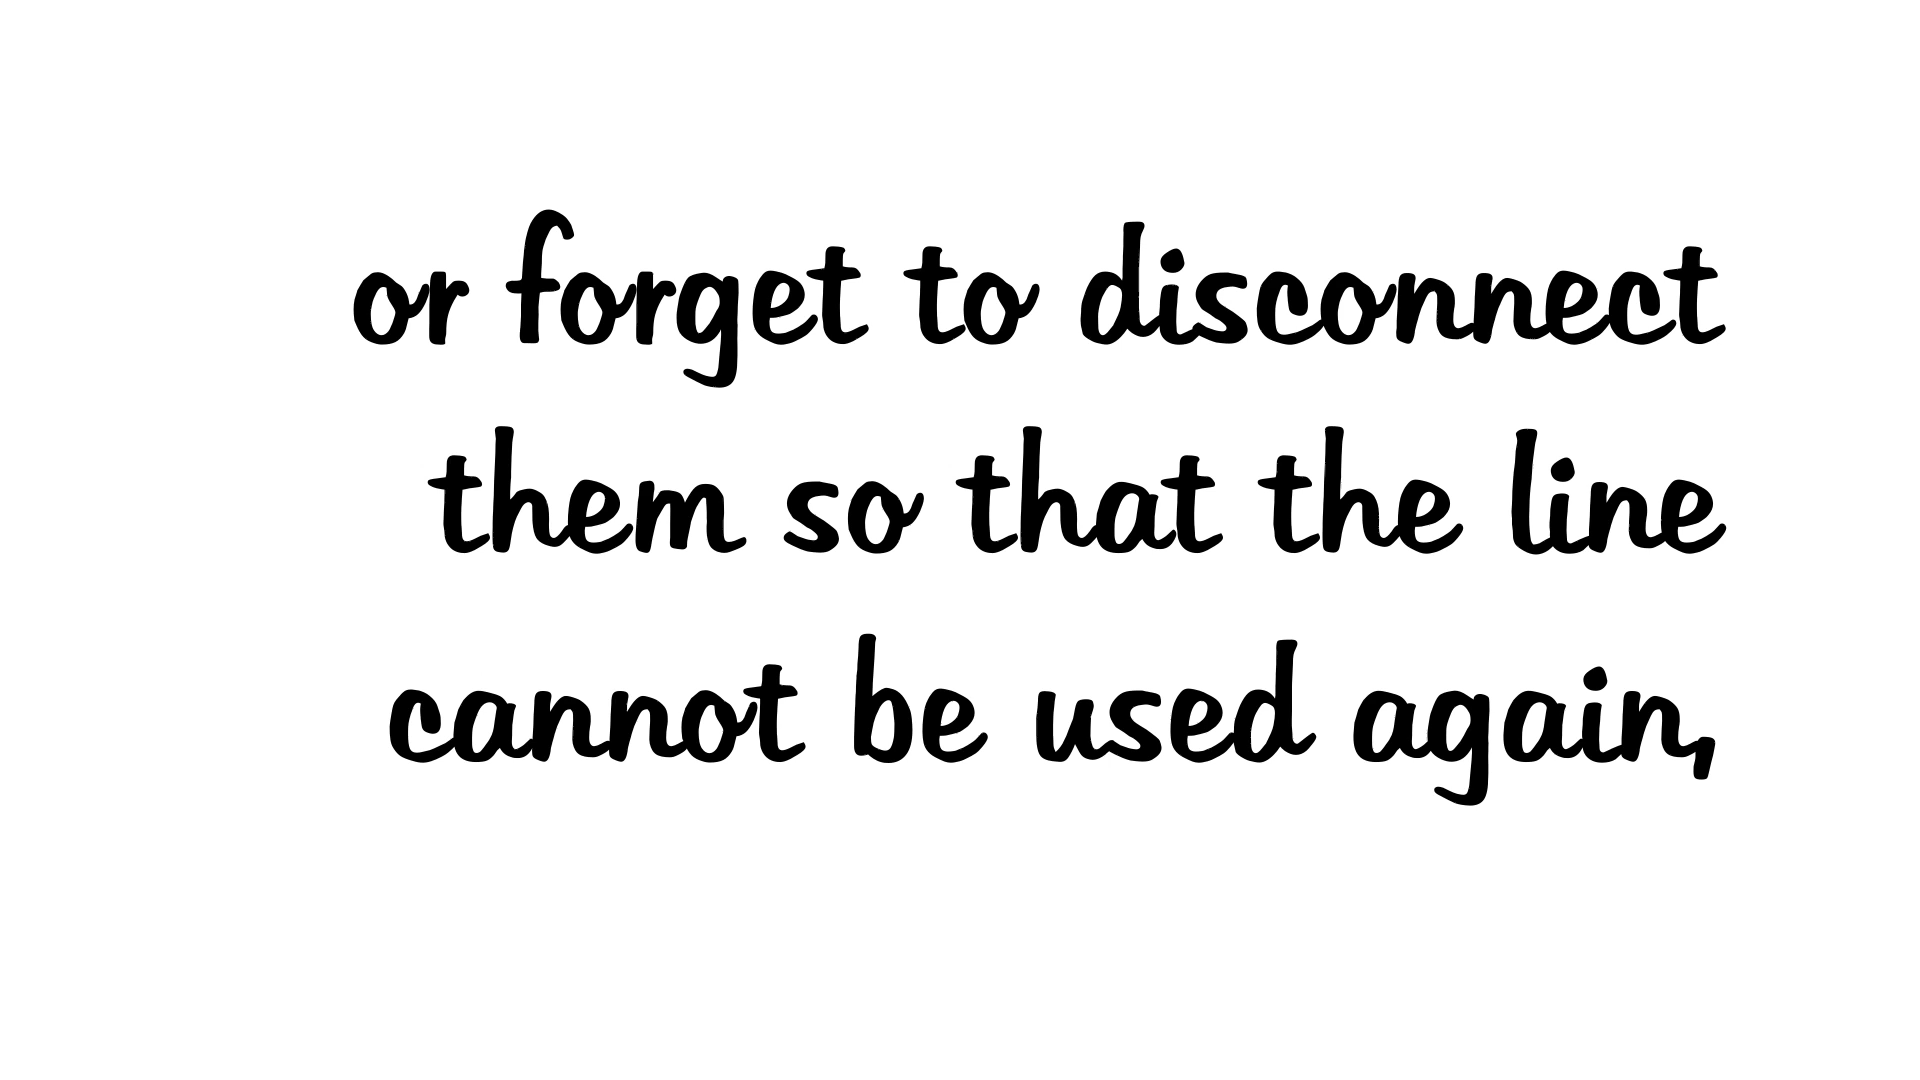 or forget to disconnect
them so that the line
cannot be used again,